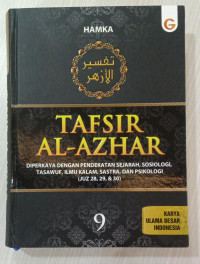 G
HAMKA
تفسير
الأزهر
TAFSIR
AL-AZHAR
DIPERKAYA DENGAN PENDEKATAN SEJARAH, SOSIOLOGI,
TASAWUF, ILMU KALAM, SASTRA, DAN PSIKOLOGI
(JUZ 28, 29, & 30)
9
KARYA
ULAMA BESAR
INDONESIA